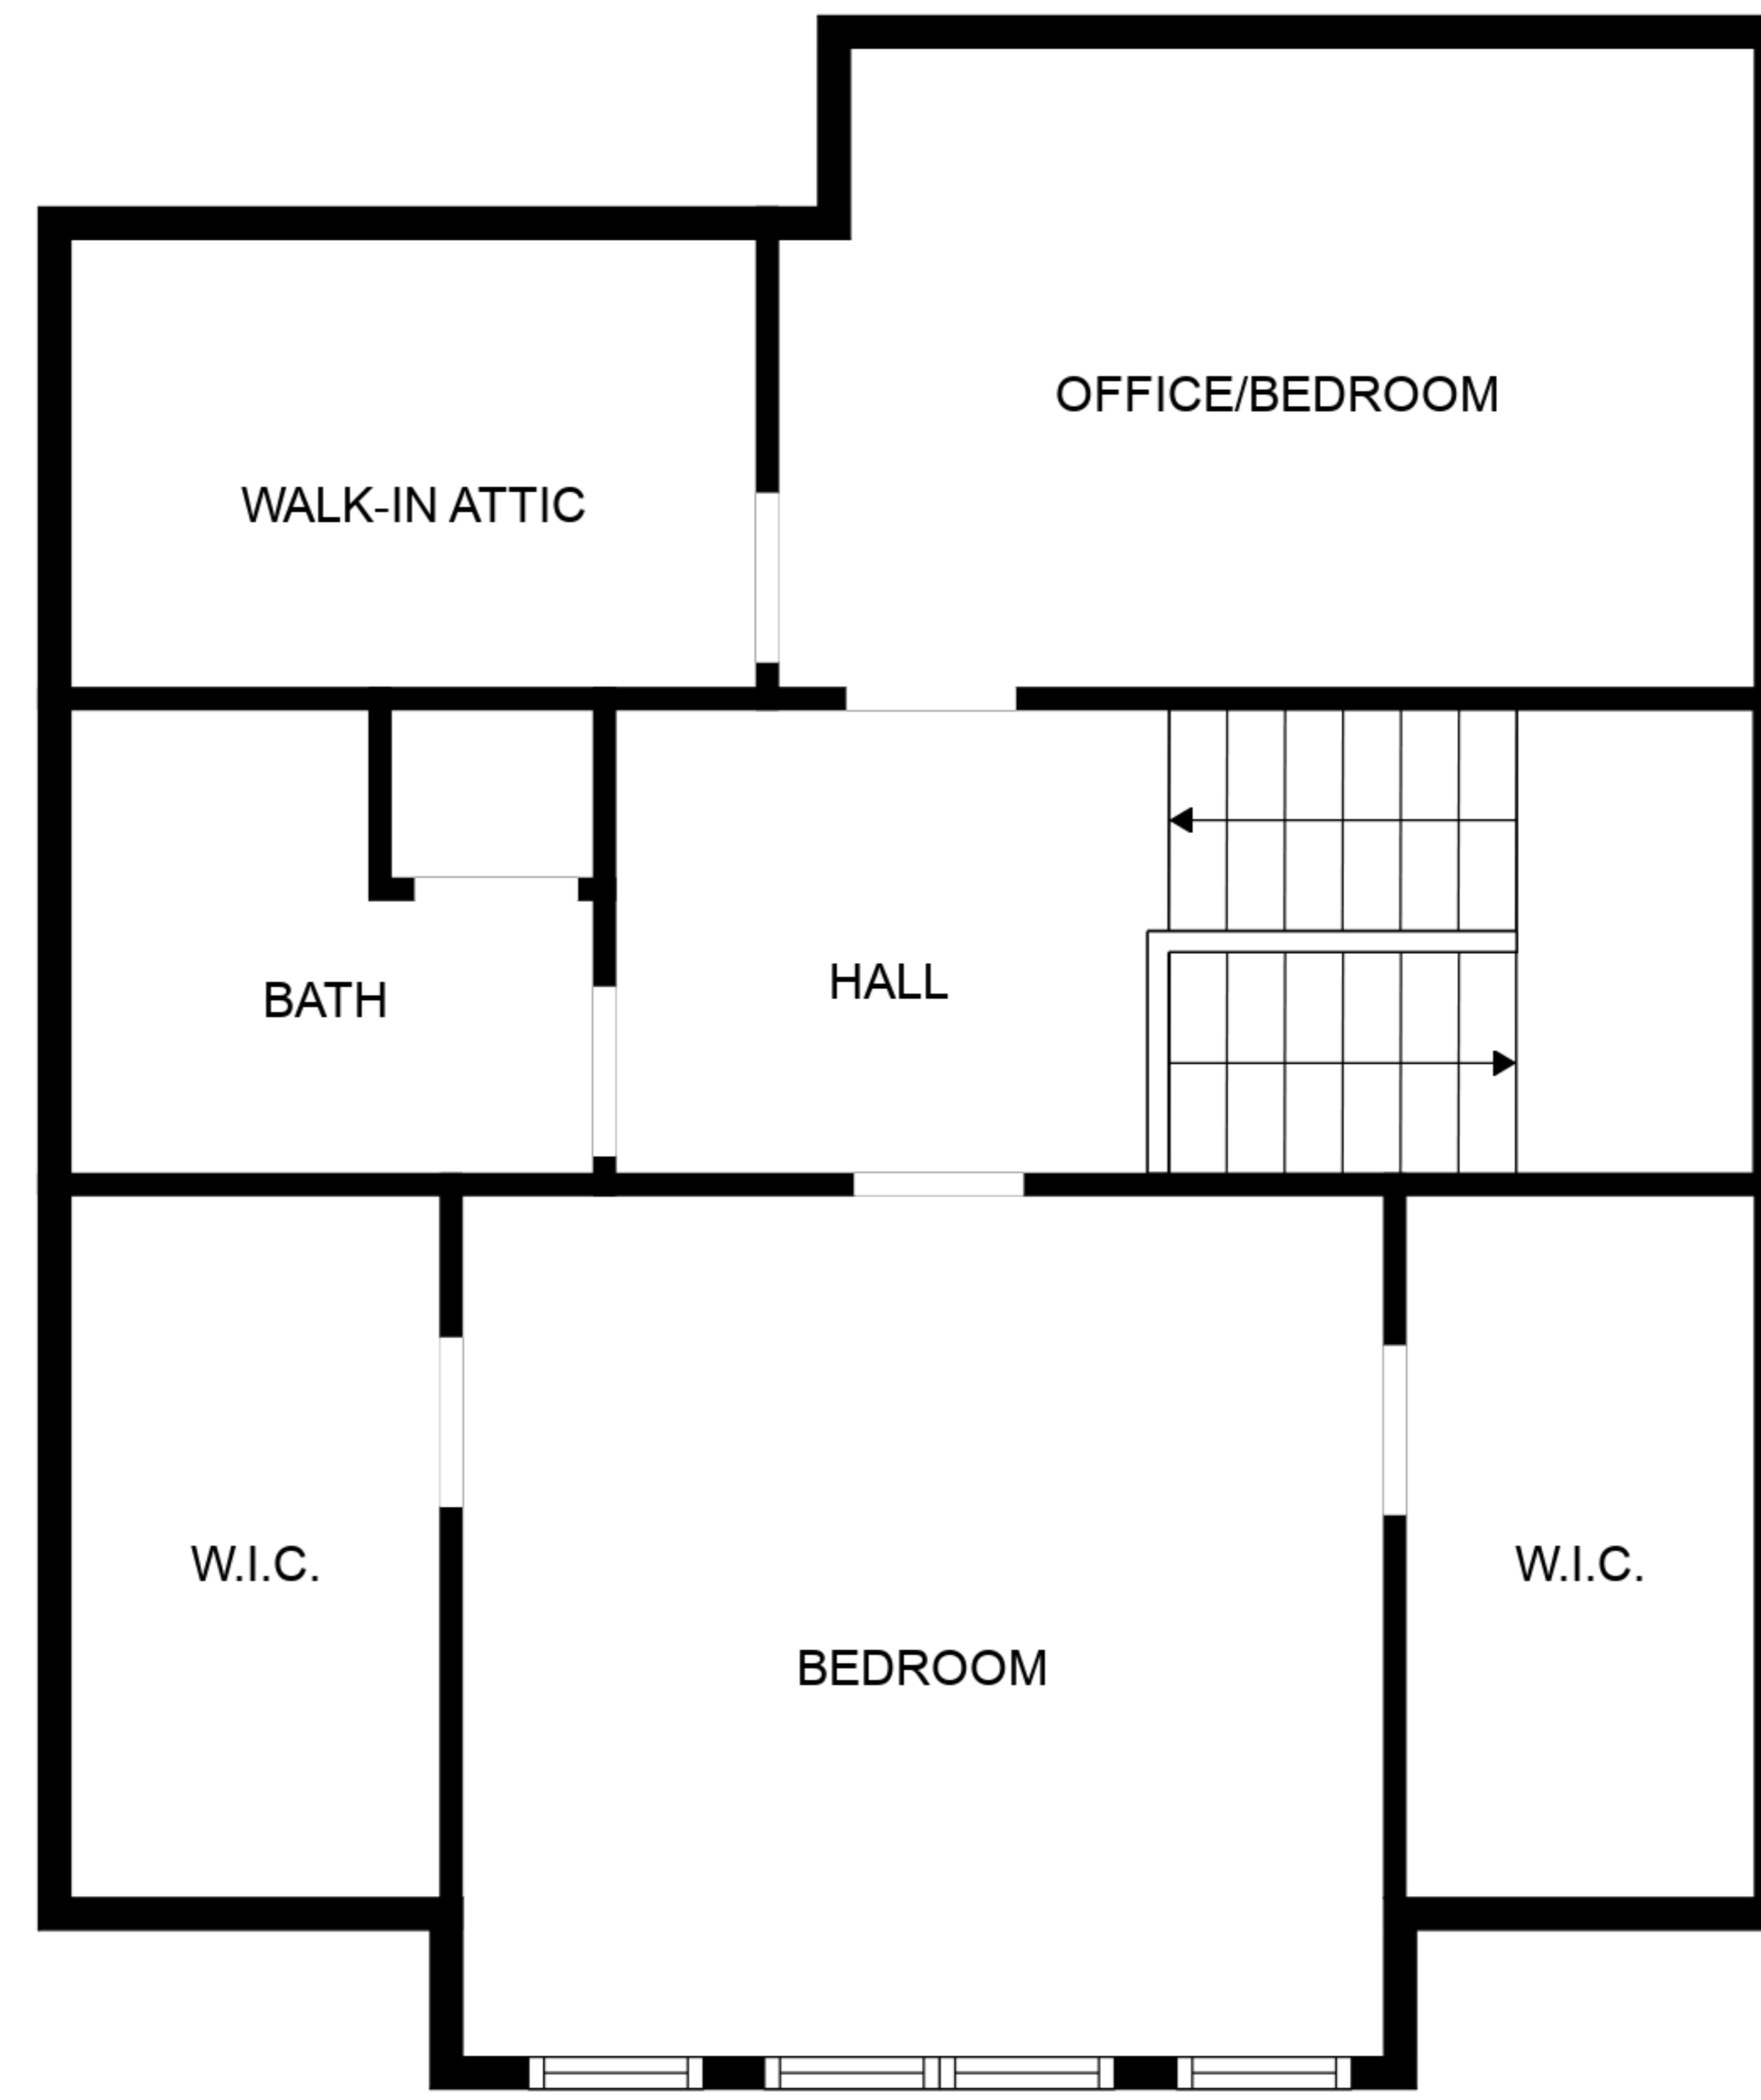 OFFICE/BEDROOM
WALK-IN ATTIC
HALL
BATH
W.I.C.
W.I.C.
BEDROOM